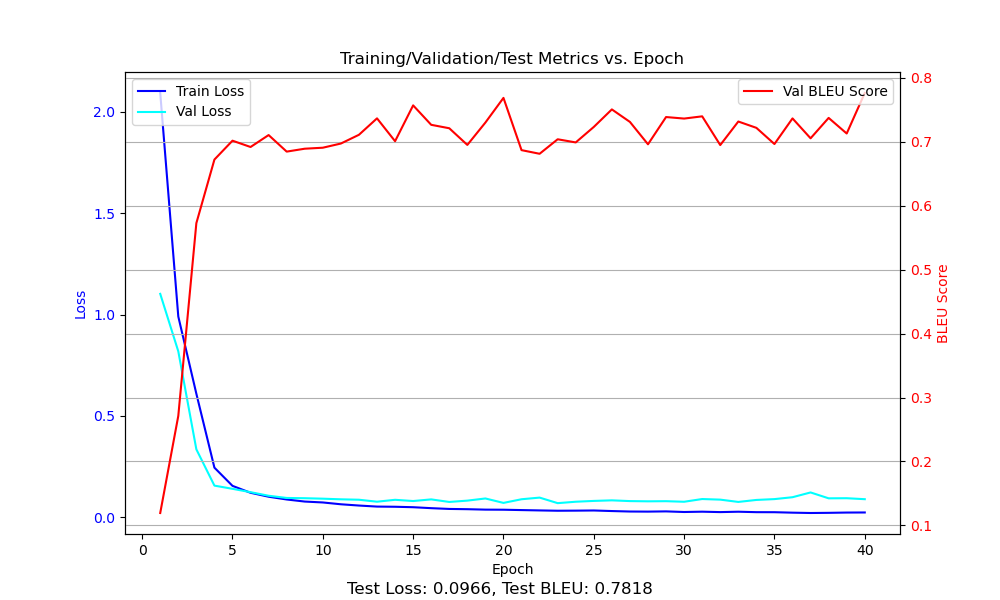 Training/Validation/Test Metrics vs. Epoch
Train Loss
Val Loss
Val BLEU Score
2.0
1.5
1.0
0.5
0.0
Loss
0.8
0.7
0.6
0.5
0.4
0.3
0.2
0.1
BLEU Score
0 5 10 15 20 25 30 35 40
Epoch
Test Loss: 0.0966, Test BLEU: 0.7818